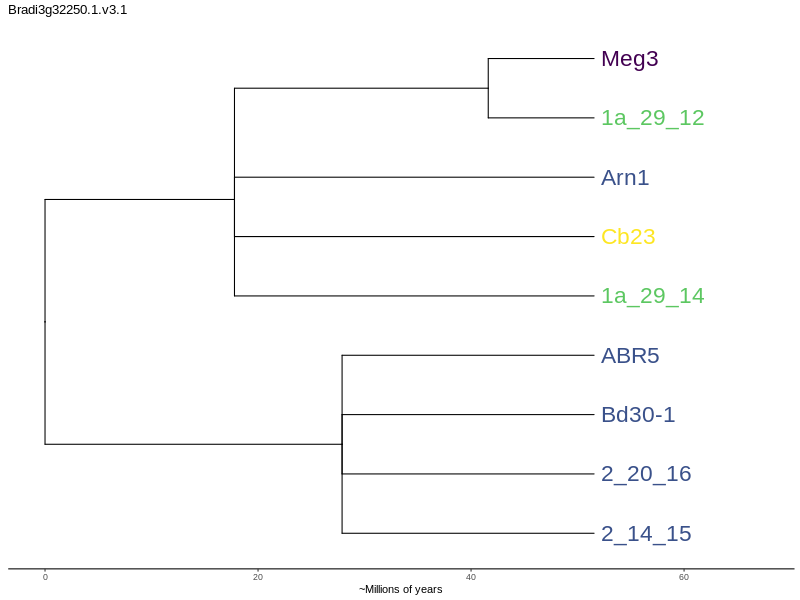 Bradi3g32250.1.v3.1
Meg3
1a_29_12
Arn1
Cb23
1a_29_14
ABR5
Bd30-1
2_20_16
2_14_15
0 20 40 60
~Millions of years